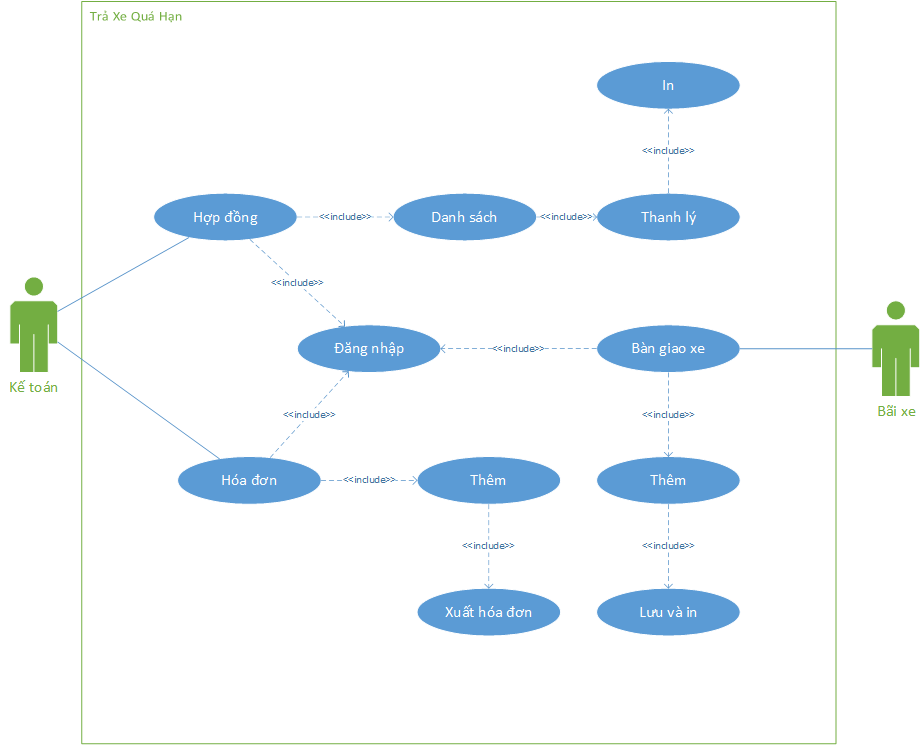 Trả Xe Quá Hạn
In
<<include>>
Hợp đồng
<<include>>
Danh sách
<<include>>
Thanh lý
<<include>>
Kế toán
Đăng nhập
<<include>>
Bàn giao xe
Bãi xe
<<include>>
<<include>>
Hóa đơn
<<include>>
Thêm
Thêm
<<include>>
<<include>>
Xuất hóa đơn
Lưu và in